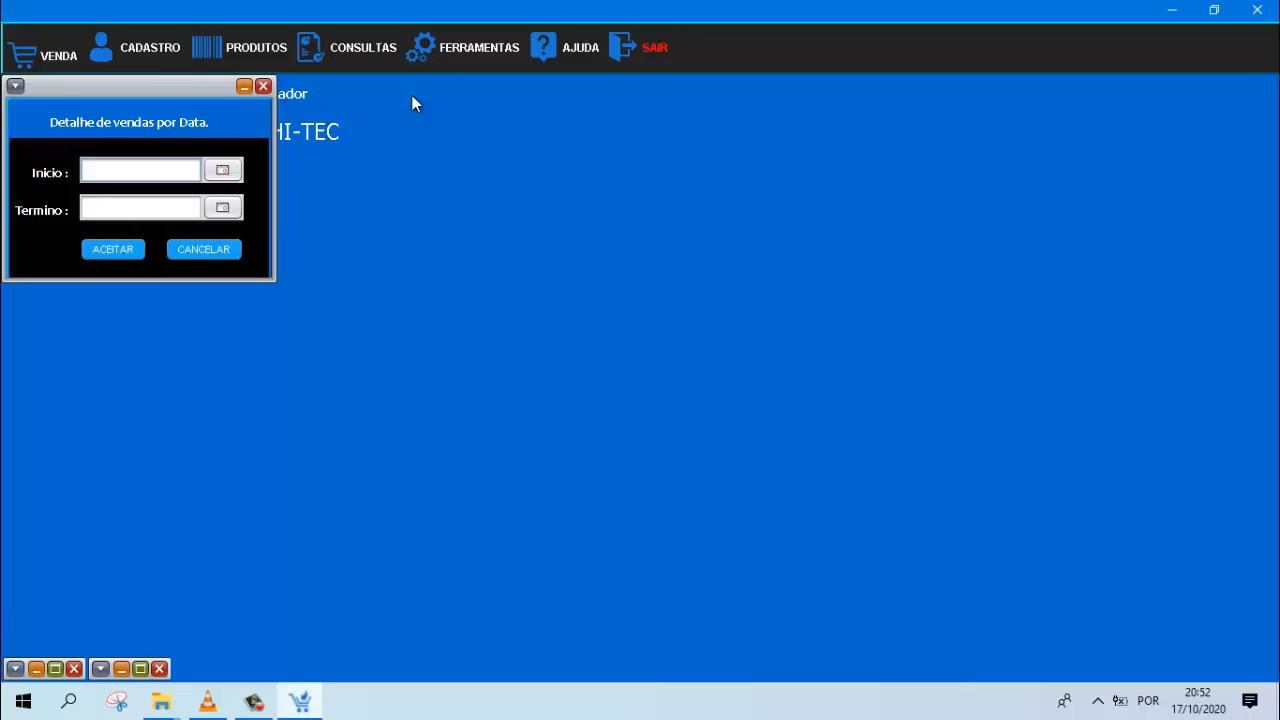 VENDA CADASTRO PRODUTOS CONSULTAS FERRAMENTAS AJUDA SAIR
ador
HI-TEC
Detalhe de vendas por Data.
Inicio :
Termino :
ACEITAR CANCELAR
POR
20:52
17/10/2020